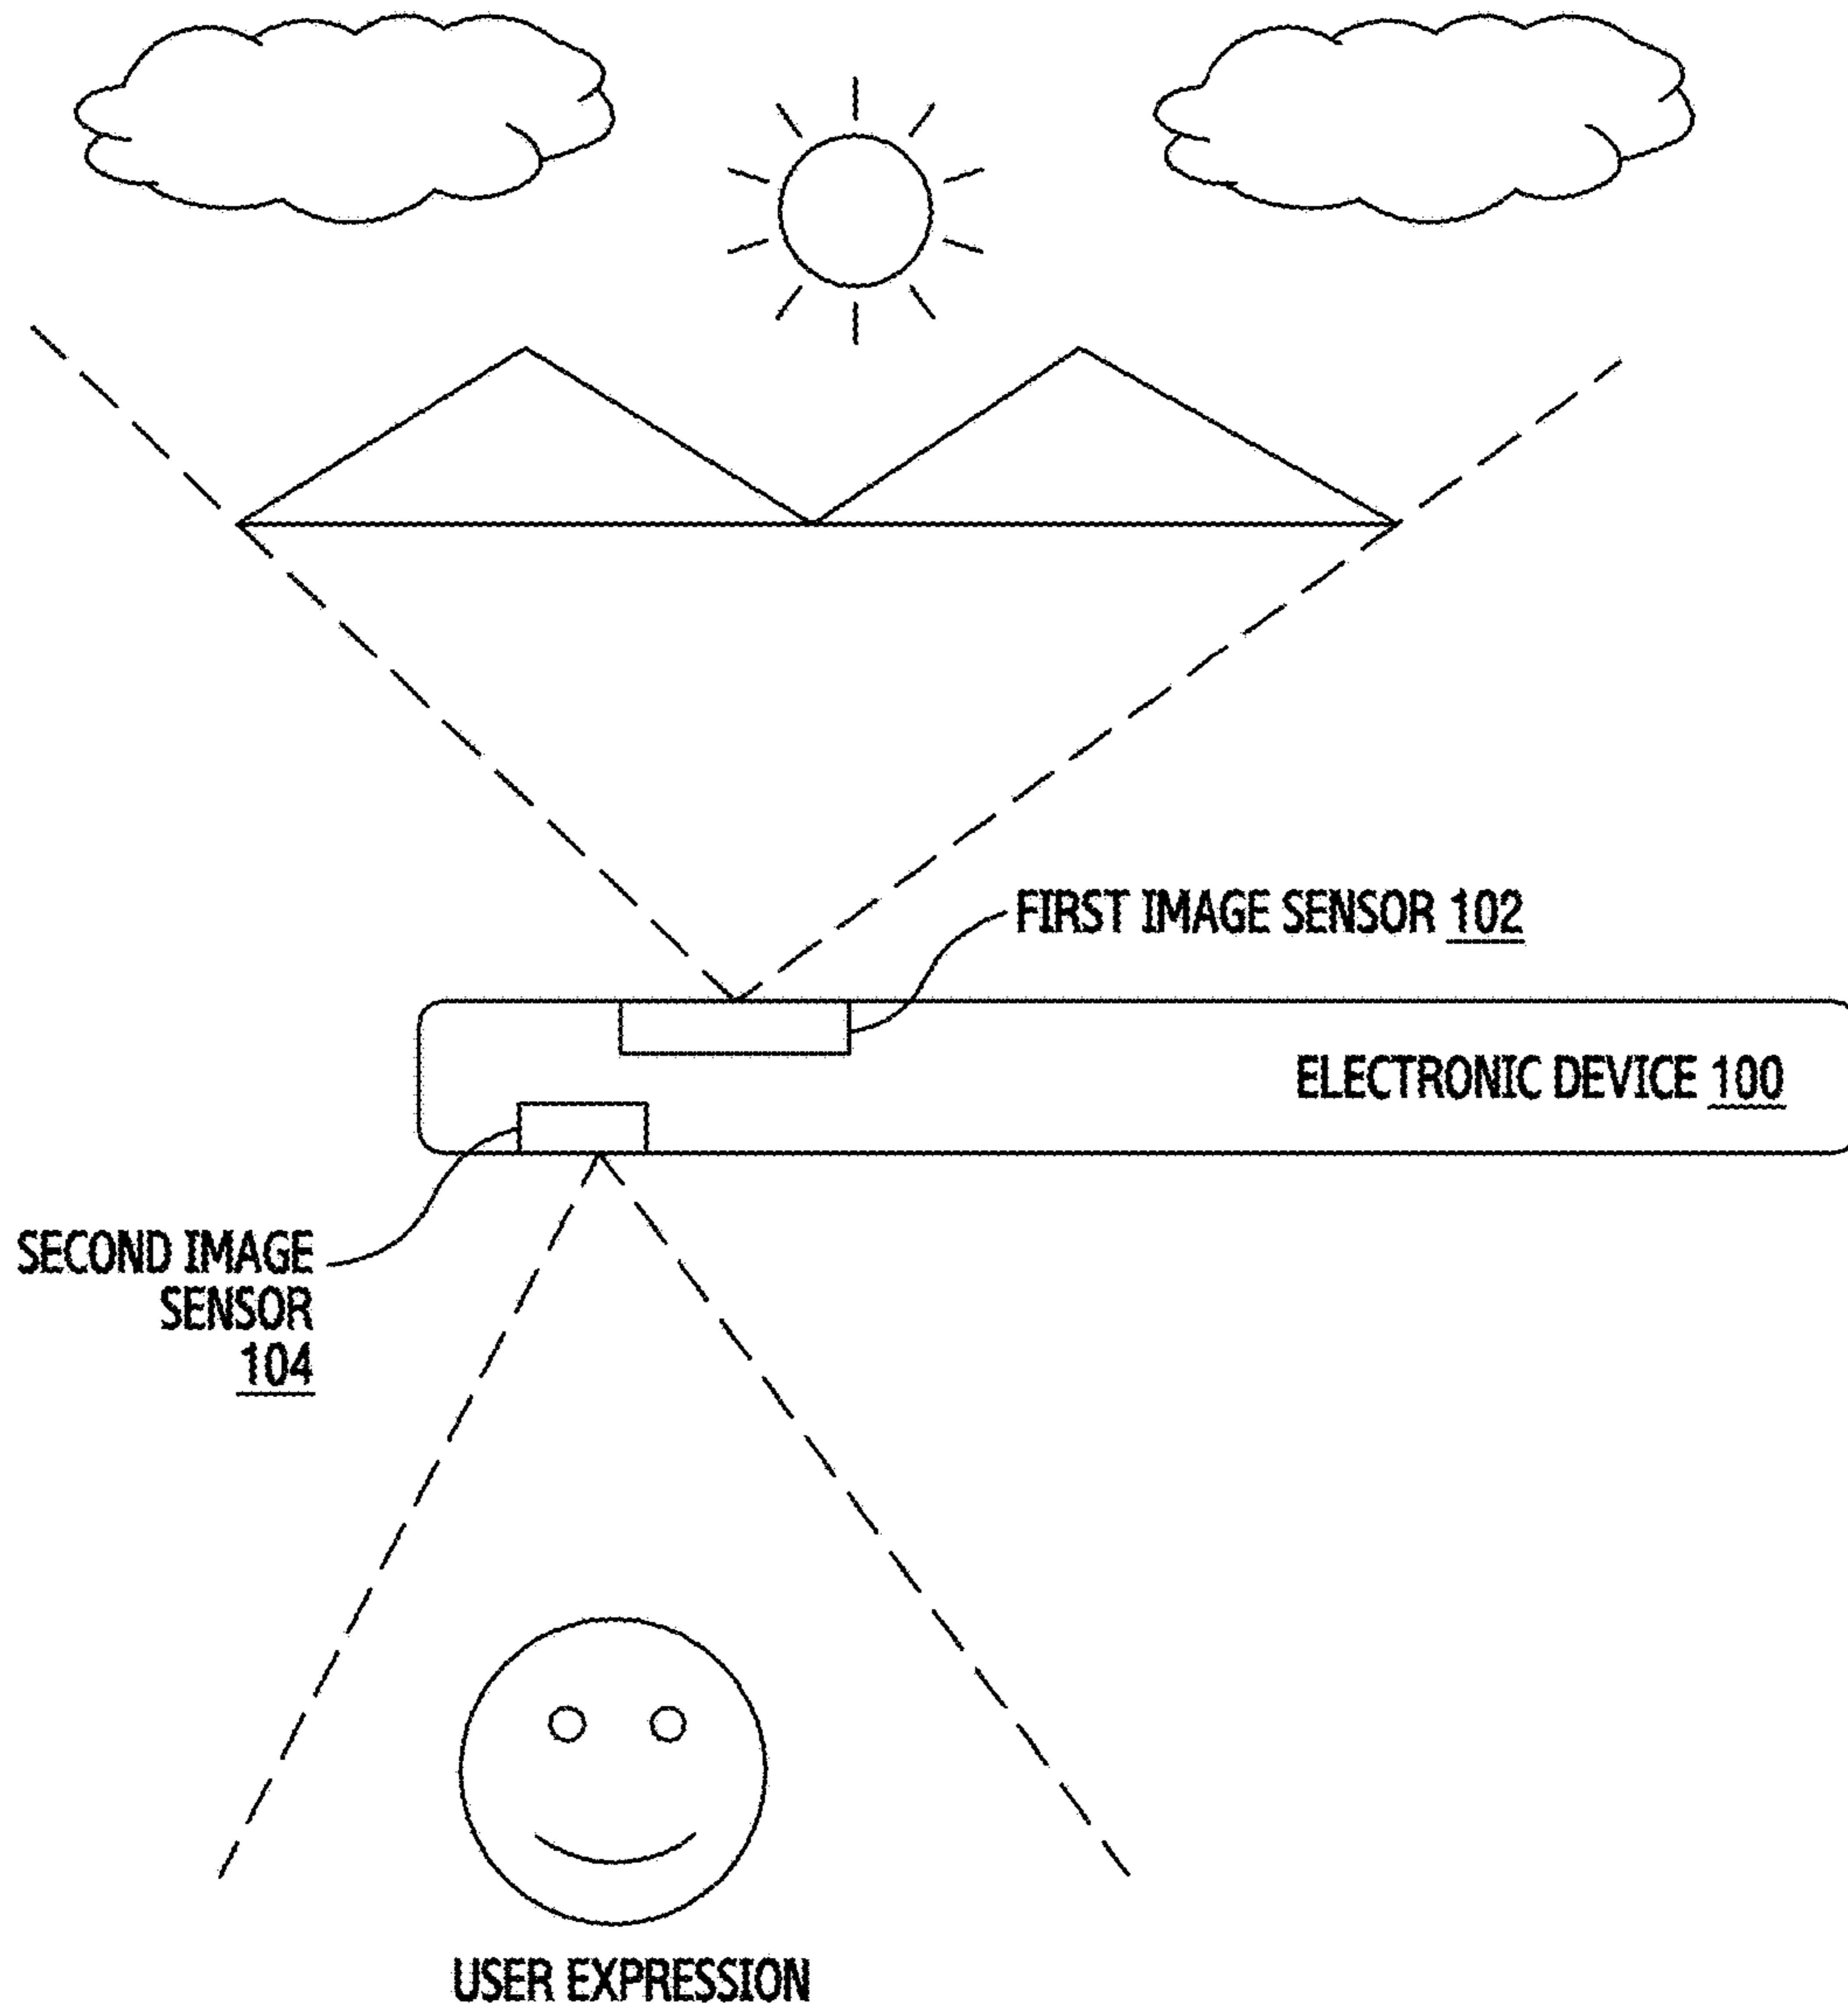 FIRST IMAGE SENSOR 102
ELECTRONIC DEVICE 100
SECOND IMAGE
SENSOR
104
USER EXPRESSION